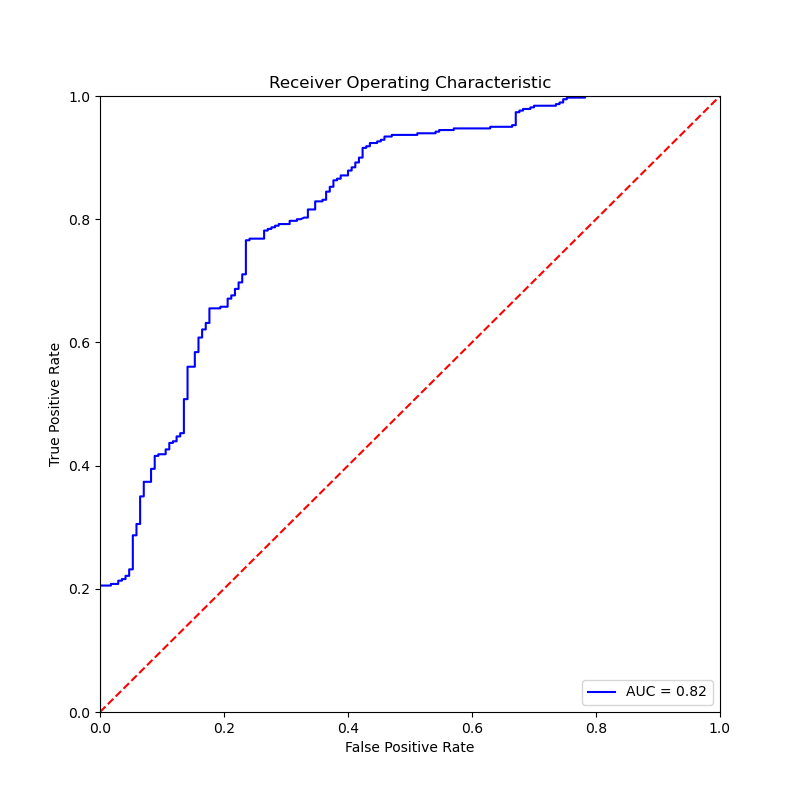 Receiver Operating Characteristic
True Positive Rate
1.0
0.8
0.6
0.4
0.2
0.0
AUC = 0.82
0.0 0.2 0.4 0.6 0.8 1.0
False Positive Rate